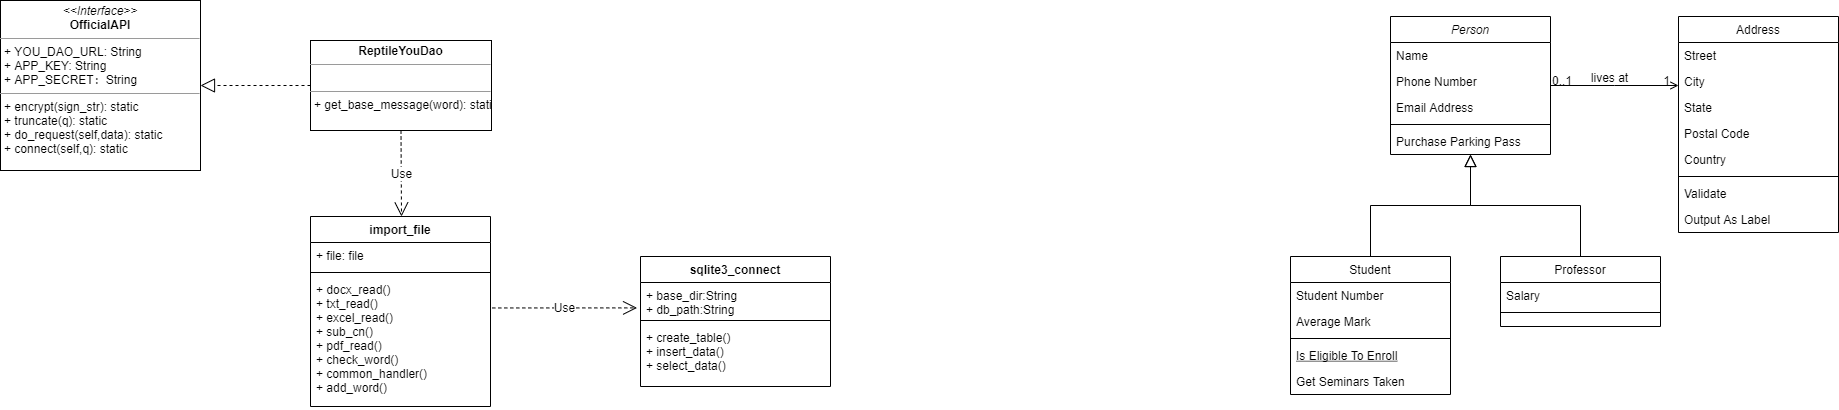 <<Interface>>
OfficialAPI
+ YOU_DAO_URL: String
+ APP_KEY: String
+ APP_SECRET：String
+ encrypt(sign_str): static
+ truncate(q): static
+ do_request(self,data): static
+ connect(self,q): static
ReptileYouDao
+ get_base_message(word): stati
Use
import_file
+ file: file
+ docx_read()
+ txt_read()
+ excel_read()
+ sub_cn()
+ pdf_read()
+ check_word()
+ common_handler()
+ add_word()
Use
sqlite3_connect
+ base_dir:String
+ db_path:String
+ create_table()
+ insert_data()
+ select_data()
Person
Name
Phone Number
Email Address
Purchase Parking Pass
0..1
lives at
1
Address
Street
City
State
Postal Code
Country
Validate
Output As Label
Student
Student Number
Average Mark
Is Eligible To Enroll
Get Seminars Taken
Professor
Salary